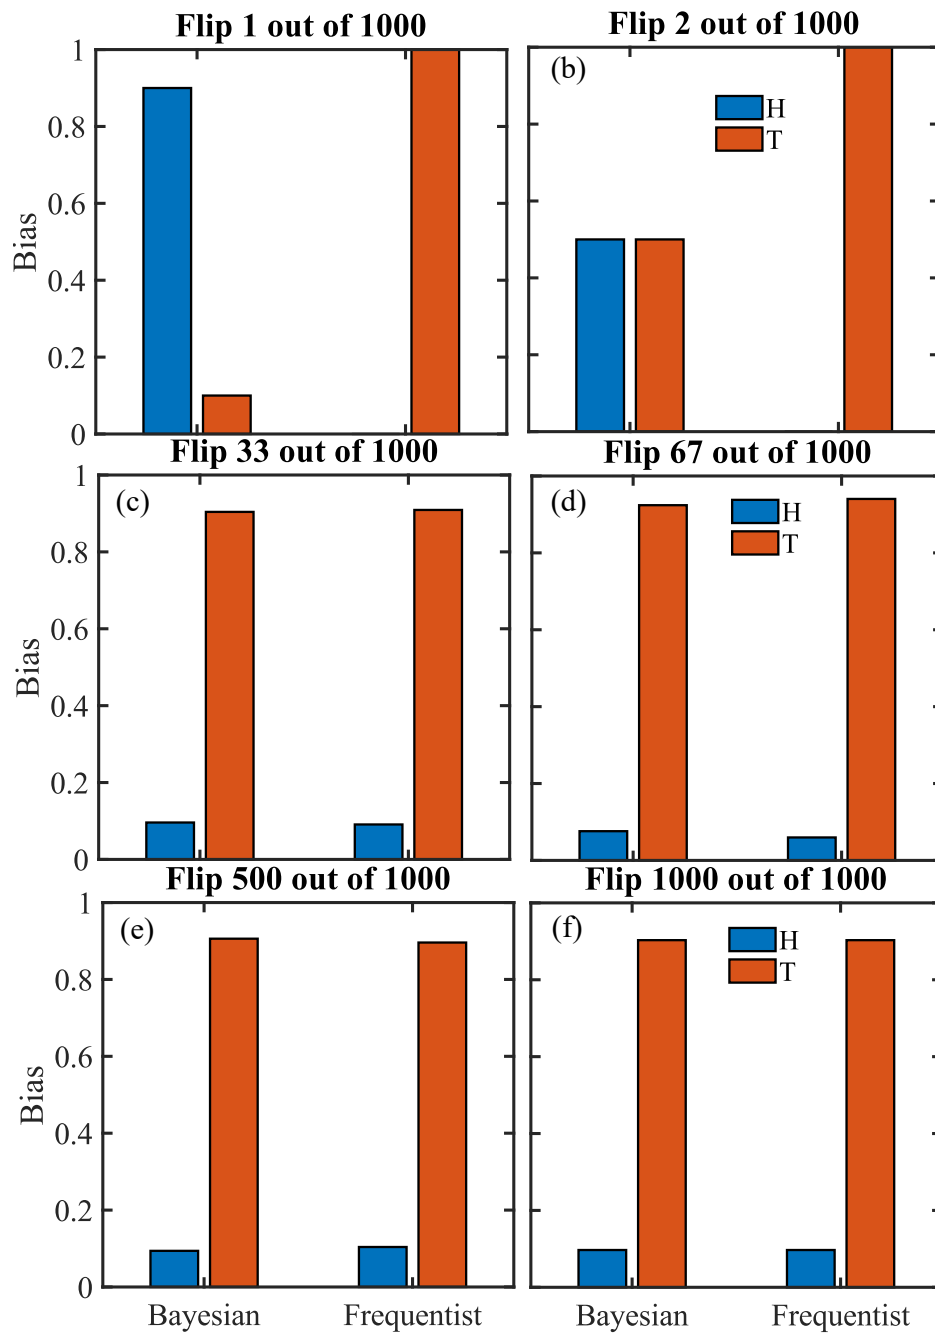 Flip 1 out of 1000
1
0.8
0.6
0.4
0.2
0
Bias
Flip 2 out of 1000
(b)
H
T
Flip 33 out of 1000
(c)
1
0.8
0.6
0.4
0.2
0
Bias
Flip 67 out of 1000
(d)
H
T
Flip 500 out of 1000
(e)
1
0.8
0.6
0.4
0.2
0
Bias
Bayesian Frequentist
Flip 1000 out of 1000
(f)
H
T
Bayesian Frequentist